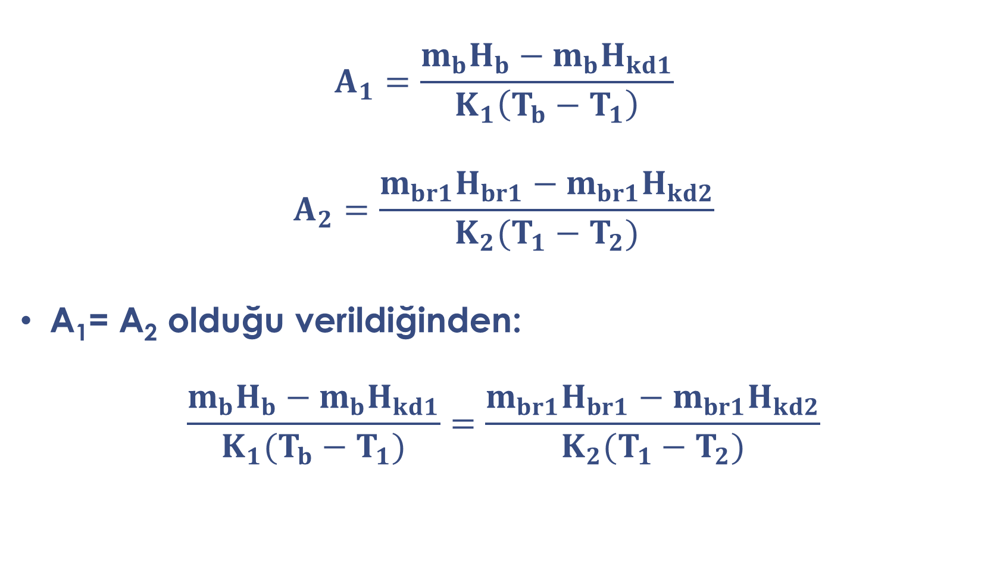 A₁ = (m_b H_b − m_b H_kd1) / (K₁(T_b − T₁))
A₂ = (m_br1 H_br1 − m_br1 H_kd2) / (K₂(T₁ − T₂))
• A₁= A₂ olduğu verildiğinden:
(m_b H_b − m_b H_kd1) / (K₁(T_b − T₁)) = (m_br1 H_br1 − m_br1 H_kd2) / (K₂(T₁ − T₂))